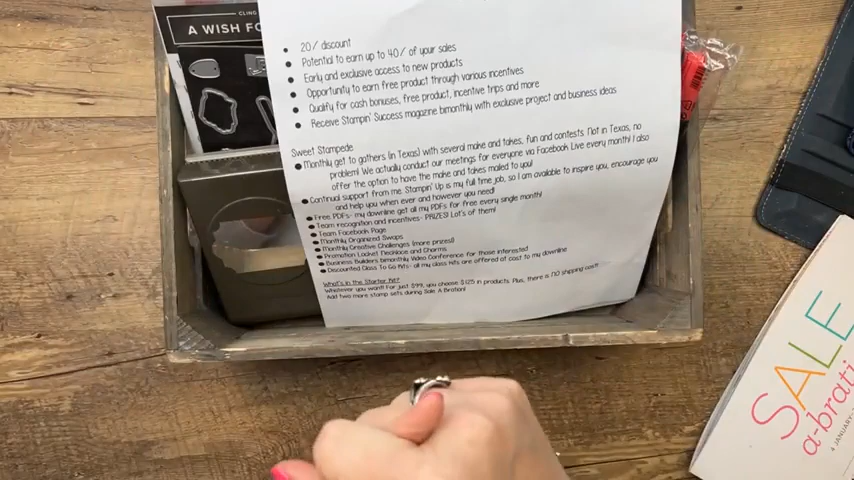 CLING
A WISH FO
• 20% discount
• Potential to earn up to 40% of your sales
• Early and exclusive access to new products
• Opportunity to earn free product through various incentives
• Qualify for cash bonuses, free product, incentive trips and more
• Receive Stampin' Success magazine bimonthly with exclusive project and business ideas
Sweet Stampede
• Monthly get to gathers (in Texas) with several make and takes, fun and contests. Not in Texas, no
problem! We actually conduct our meetings for everyone via Facebook Live every month! I also
offer the option to have the make and takes mailed to you!
• Continual support from me. Stampin' Up is my full time job, so I am available to inspire you, encourage you
and help you when ever and however you need!
• Free PDFs- my downline get all my PDFs for free every single month!
• Team recognition and incentives- PRIZES! Lot's of them!
• Team Facebook Page
• Monthly Organized Swaps
• Monthly Creative Challenges (more prizes!)
• Promotion Locket Necklace and Charms
• Business Builders bimonthly Video Conference for those interested
• Discounted Class To Go Kits- all my class kits are offered at cost to my downline
What's in the Starter Kit?
Whatever you want! For just $99, you choose $125 in products. Plus, there is NO shipping cost!
Add two more stamp sets during Sale A Bration!
SALE
a-brati
4 JANUARY